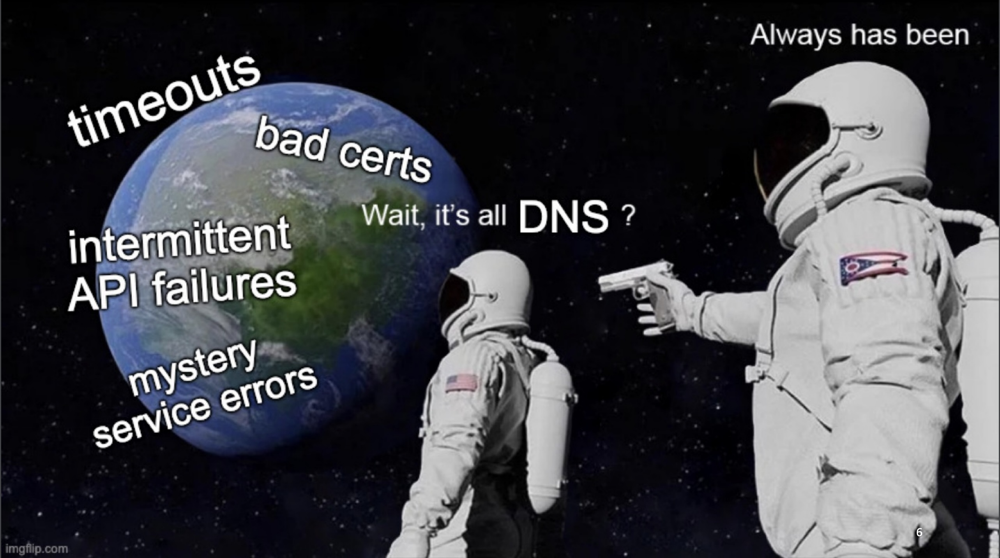 Always has been
timeouts
bad certs
Wait, it's all DNS ?
intermittent
API failures
mystery
service errors
6
imgflip.com